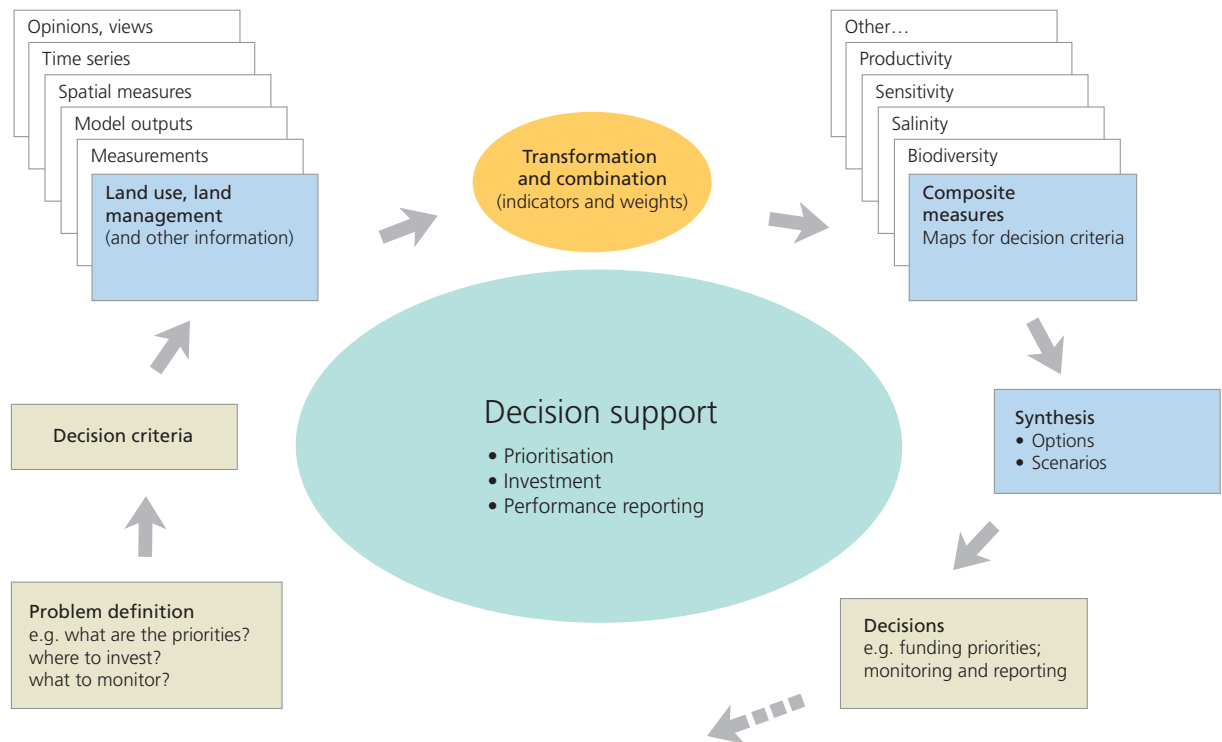 Opinions, views
Time series
Spatial measures
Model outputs
Measurements
Land use, land
management
(and other information)
Transformation
and combination
(indicators and weights)
Other…
Productivity
Sensitivity
Salinity
Biodiversity
Composite
measures
Maps for decision criteria
Decision support
• Prioritisation
• Investment
• Performance reporting
Decision criteria
Synthesis
• Options
• Scenarios
Problem definition
e.g. what are the priorities?
where to invest?
what to monitor?
Decisions
e.g. funding priorities;
monitoring and reporting